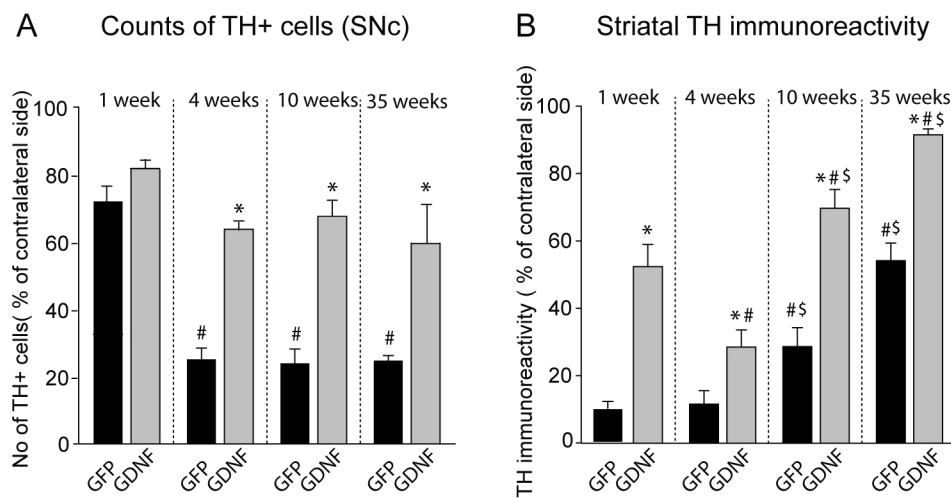 A
Counts of TH+ cells (SNc)
No of TH+ cells( % of contralateral side)
100
80
60
40
20
0
1 week
4 weeks
10 weeks
35 weeks
*
*
*
#
#
#
GFP
GDNF
GFP
GDNF
GFP
GDNF
GFP
GDNF
B
Striatal TH immunoreactivity
TH immunoreactivity ( % of contralateral side)
100
80
60
40
20
0
1 week
4 weeks
10 weeks
35 weeks
*
*#
#$
*#$
#$
*#$
GFP
GDNF
GFP
GDNF
GFP
GDNF
GFP
GDNF